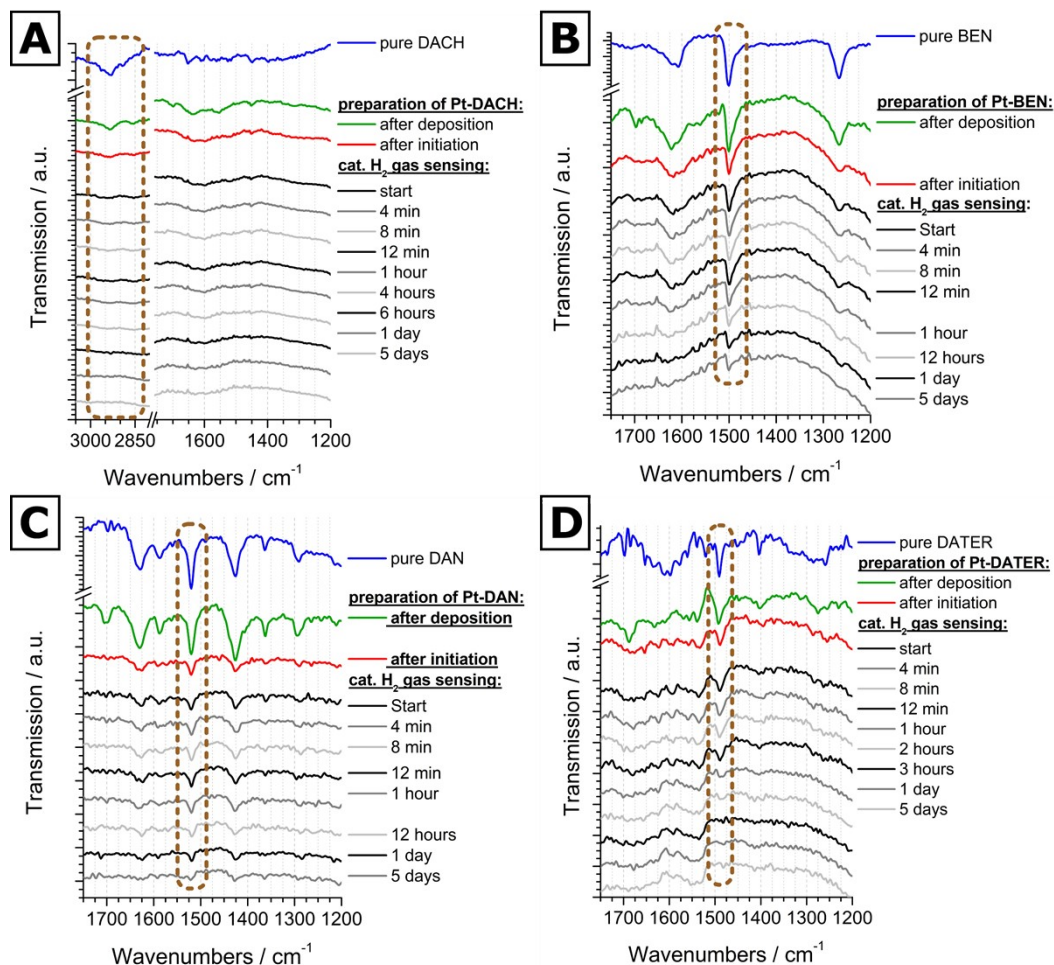 A
pure DACH
preparation of Pt-DACH:
after deposition
after initiation
cat. H₂ gas sensing:
start
4 min
8 min
12 min
1 hour
4 hours
6 hours
1 day
5 days
Transmission / a.u.
3000 2850 1600 1400 1200
Wavenumbers / cm⁻¹
B
pure BEN
preparation of Pt-BEN:
after deposition
after initiation
cat. H₂ gas sensing:
Start
4 min
8 min
12 min
1 hour
12 hours
1 day
5 days
Transmission / a.u.
1700 1600 1500 1400 1300 1200
Wavenumbers / cm⁻¹
C
pure DAN
preparation of Pt-DAN:
after deposition
after initiation
cat. H₂ gas sensing:
Start
4 min
8 min
12 min
1 hour
12 hours
1 day
5 days
Transmission / a.u.
1700 1600 1500 1400 1300 1200
Wavenumbers / cm⁻¹
D
pure DATER
preparation of Pt-DATER:
after deposition
after initiation
cat. H₂ gas sensing:
start
4 min
8 min
12 min
1 hour
2 hours
3 hours
1 day
5 days
Transmission / a.u.
1700 1600 1500 1400 1300 1200
Wavenumbers / cm⁻¹